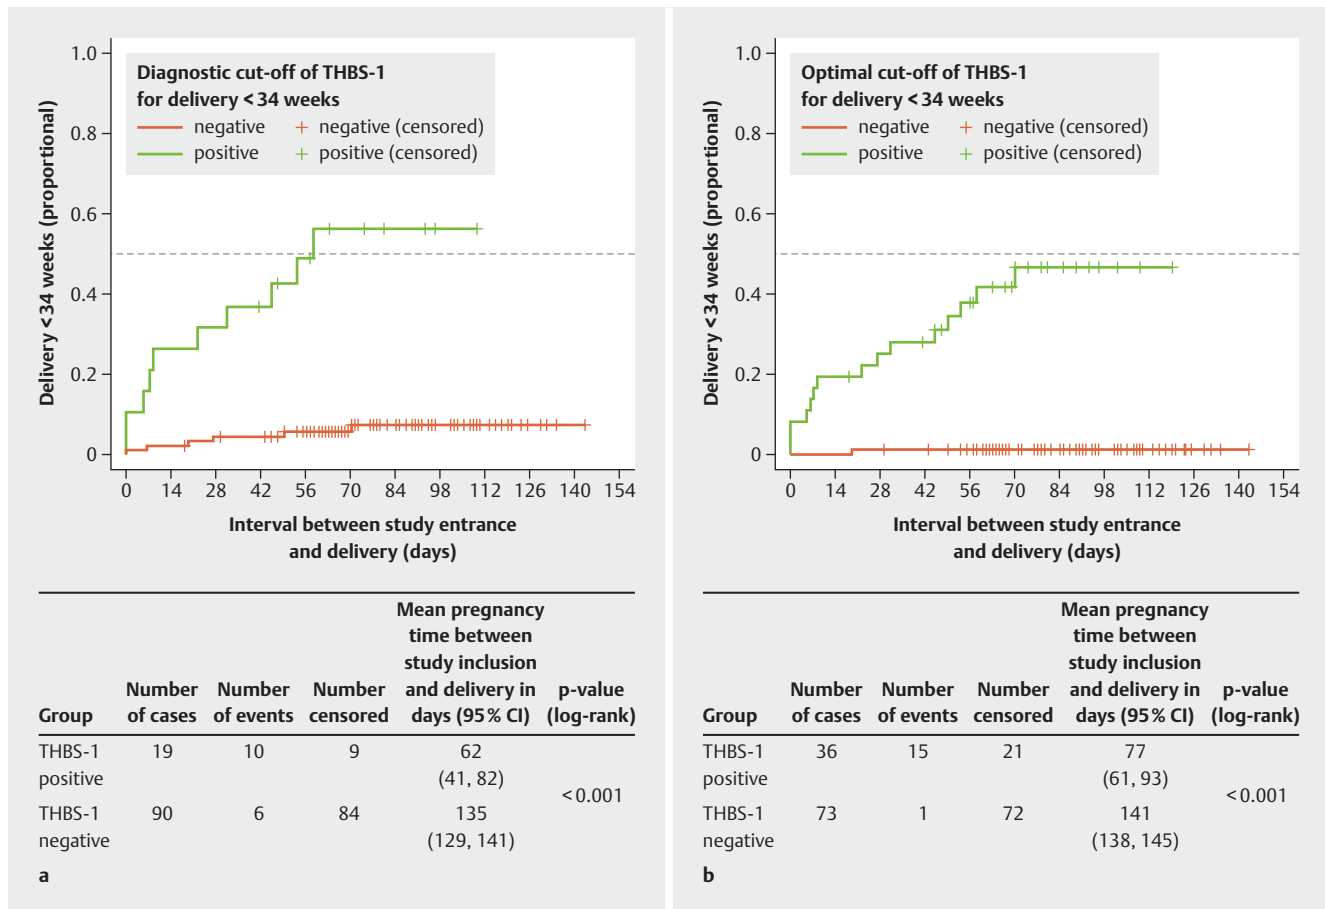 1.0
0.8
0.6
0.4
0.2
0
Delivery < 34 weeks (proportional)
Diagnostic cut-off of THBS-1
for delivery < 34 weeks
negative + negative (censored)
positive + positive (censored)
0 14 28 42 56 70 84 98 112 126 140 154
Interval between study entrance
and delivery (days)
Mean pregnancy
time between
study inclusion
Number Number Number and delivery in p-value
Group of cases of events censored days (95% CI) (log-rank)
THBS-1 19 10 9 62
positive (41, 82)
< 0.001
THBS-1 90 6 84 135
negative (129, 141)
a
1.0
0.8
0.6
0.4
0.2
0
Delivery < 34 weeks (proportional)
Optimal cut-off of THBS-1
for delivery < 34 weeks
negative + negative (censored)
positive + positive (censored)
0 14 28 42 56 70 84 98 112 126 140 154
Interval between study entrance
and delivery (days)
Mean pregnancy
time between
study inclusion
Number Number Number and delivery in p-value
Group of cases of events censored days (95% CI) (log-rank)
THBS-1 36 15 21 77
positive (61, 93)
< 0.001
THBS-1 73 1 72 141
negative (138, 145)
b